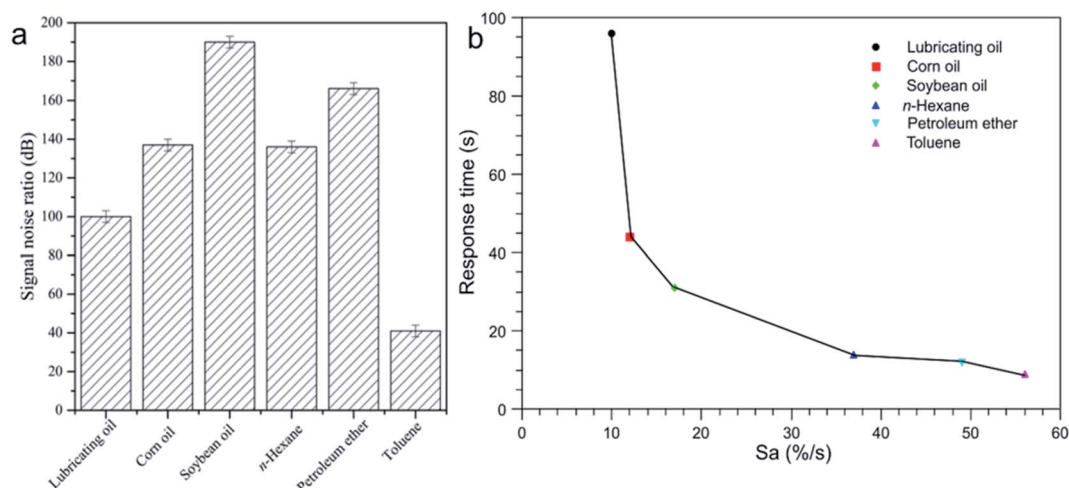 a
200
180
160
140
120
100
80
60
40
20
0
Signal noise ratio (dB)
Lubricating oil
Corn oil
Soybean oil
n-Hexane
Petroleum ether
Toluene
b
100
80
60
40
20
0
Response time (s)
Lubricating oil
Corn oil
Soybean oil
n-Hexane
Petroleum ether
Toluene
0 10 20 30 40 50 60
Sa (%/s)